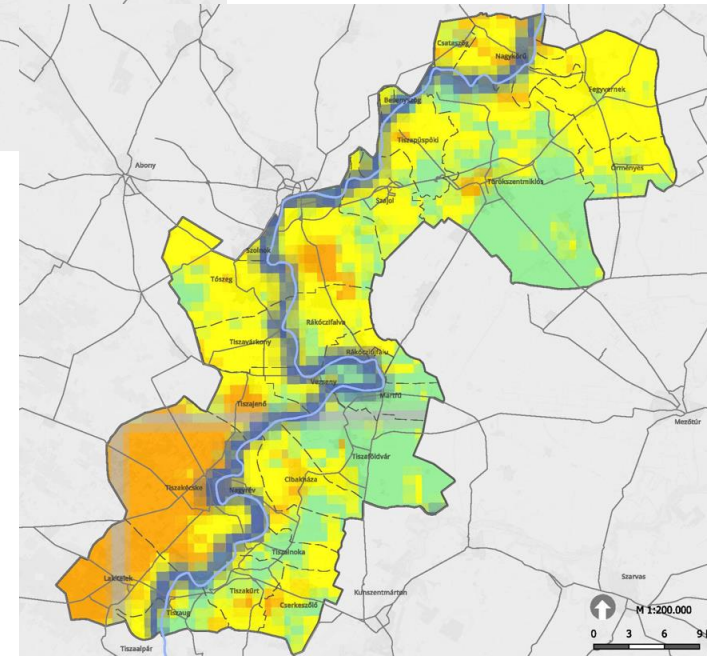 Csataszög
Nagykörű
Fegyvernek
Besenyszög
Tiszapüspöki
Abony
Örményes
Törökszentmiklós
Szajol
Szolnok
Tószeg
Rákóczifalva
Tiszavárkony
Rákócziújfalu
Vezseny
Martfű
Tiszajenő
Mezőtúr
Tiszaföldvár
Cibakháza
Tiszakécske
Nagyrév
Tiszainoka
Lakitelek
Szarvas
Tiszakürt
Kunszentmárton
Cserkeszőlő
Tiszaug
M 1:200.000
Tiszaalpár
0 3 6 9